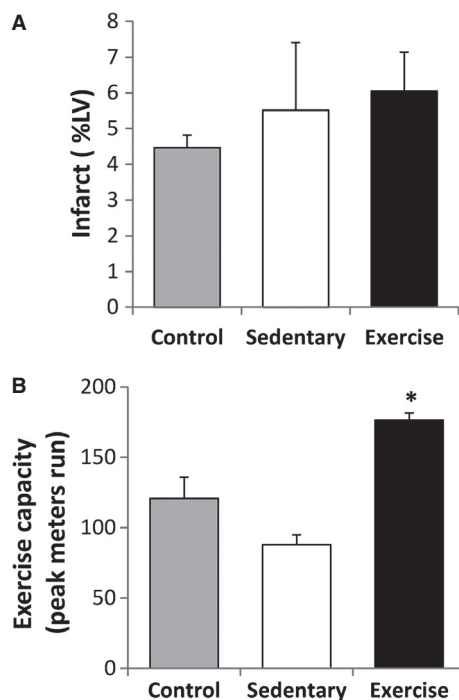 A
Infarct ( %LV)
8
7
6
5
4
3
2
1
0
Control Sedentary Exercise
B
Exercise capacity
(peak meters run)
200
150
100
50
0
*
Control Sedentary Exercise